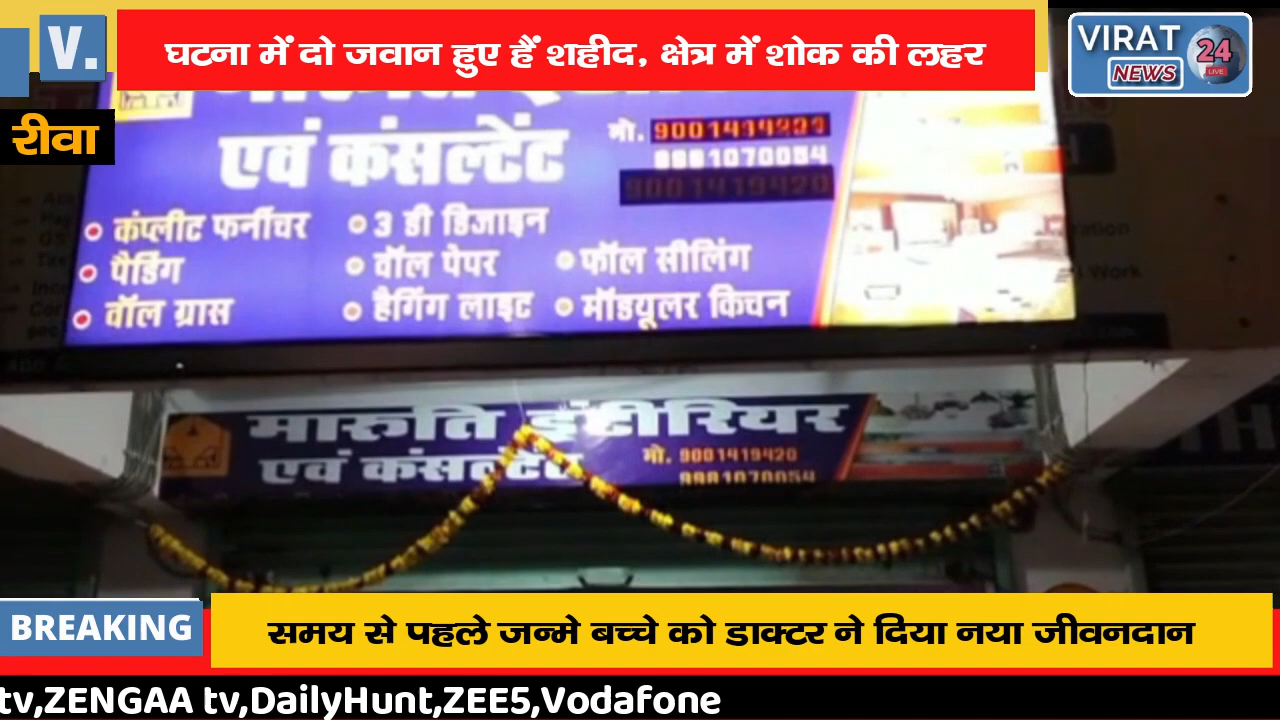 V.
घटना में दो जवान हुए हैं शहीद, क्षेत्र में शोक की लहर
VIRAT
24
NEWS
LIVE
रीवा
एवं कंसल्टेंट
मो. 9001419420
9981070054
9001419420
कंप्लीट फर्नीचर
3 डी डिजाइन
पैडिंग
वॉल पेपर
फॉल सीलिंग
वॉल ग्रास
हैगिंग लाइट
मॉडयूलर किचन
मारूति इंटीरियर
एवं कंसल्टेंट
मो. 9001419420
9981070054
BREAKING
समय से पहले जन्मे बच्चे को डाक्टर ने दिया नया जीवनदान
tv,ZENGAA tv,DailyHunt,ZEE5,Vodafone